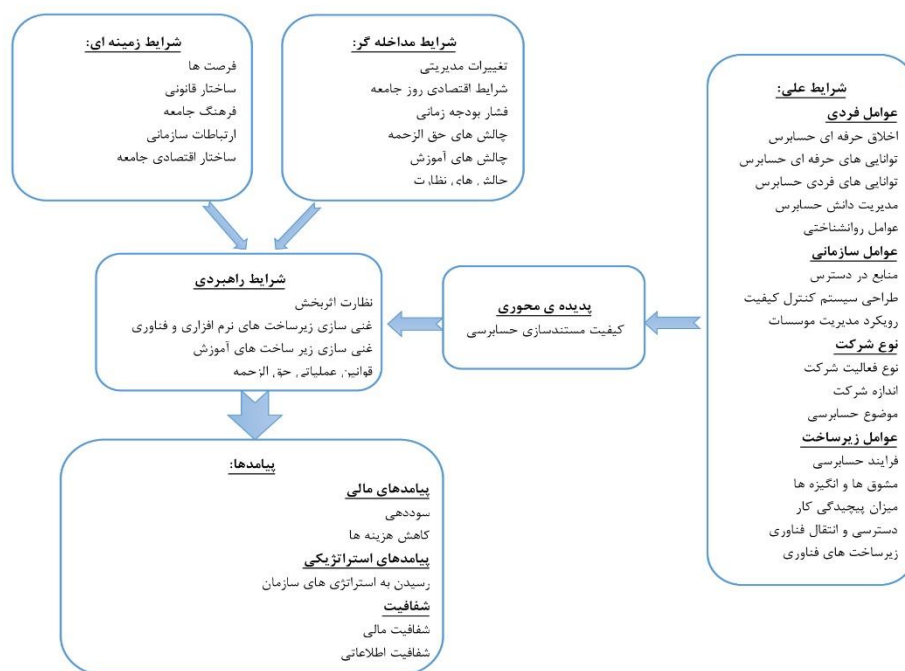 شرایط علی:
عوامل فردی
اخلاق حرفه ای حسابرس
توانایی های حرفه ای حسابرس
توانایی های فردی حسابرس
مدیریت دانش حسابرس
عوامل روانشناختی
عوامل سازمانی
منابع در دسترس
طراحی سیستم کنترل کیفیت
رویکرد مدیریت موسسات
نوع شرکت
نوع فعالیت شرکت
اندازه شرکت
موضوع حسابرسی
عوامل زیرساخت
فرایند حسابرسی
مشوق ها و انگیزه ها
میزان پیچیدگی کار
دسترسی و انتقال فناوری
زیرساخت های فناوری
پدیده ی محوری
کیفیت مستندسازی حسابرسی
شرایط مداخله گر:
تغییرات مدیریتی
شرایط اقتصادی روز جامعه
فشار بودجه زمانی
چالش های حق الزحمه
چالش های آموزش
چالش های نظارت
شرایط زمینه ای:
فرصت ها
ساختار قانونی
فرهنگ جامعه
ارتباطات سازمانی
ساختار اقتصادی جامعه
شرایط راهبردی
نظارت اثربخش
غنی سازی زیرساخت های نرم افزاری و فناوری
غنی سازی زیر ساخت های آموزش
قوانین عملیاتی حق الزحمه
پیامدها:
پیامدهای مالی
سوددهی
کاهش هزینه ها
پیامدهای استراتژیکی
رسیدن به استراتژی های سازمان
شفافیت
شفافیت مالی
شفافیت اطلاعاتی